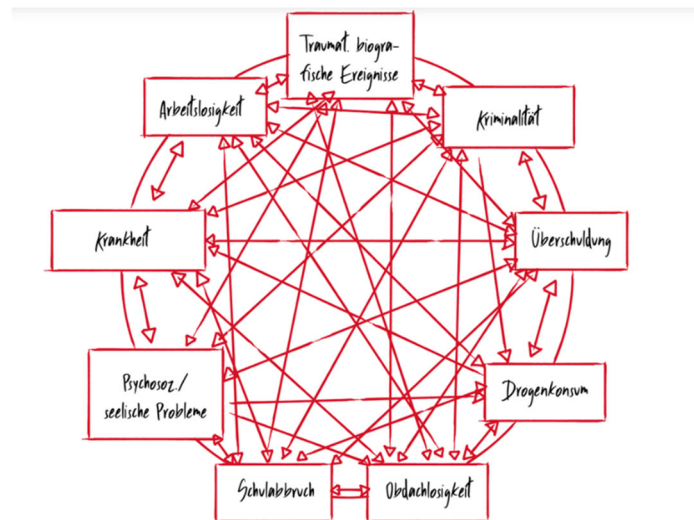 Traumat. biogra-
fische Ereignisse
Arbeitslosigkeit
Kriminalität
Krankheit
Überschuldung
Psychosoz./
seelische Probleme
Drogenkonsum
Schulabbruch
Obdachlosigkeit